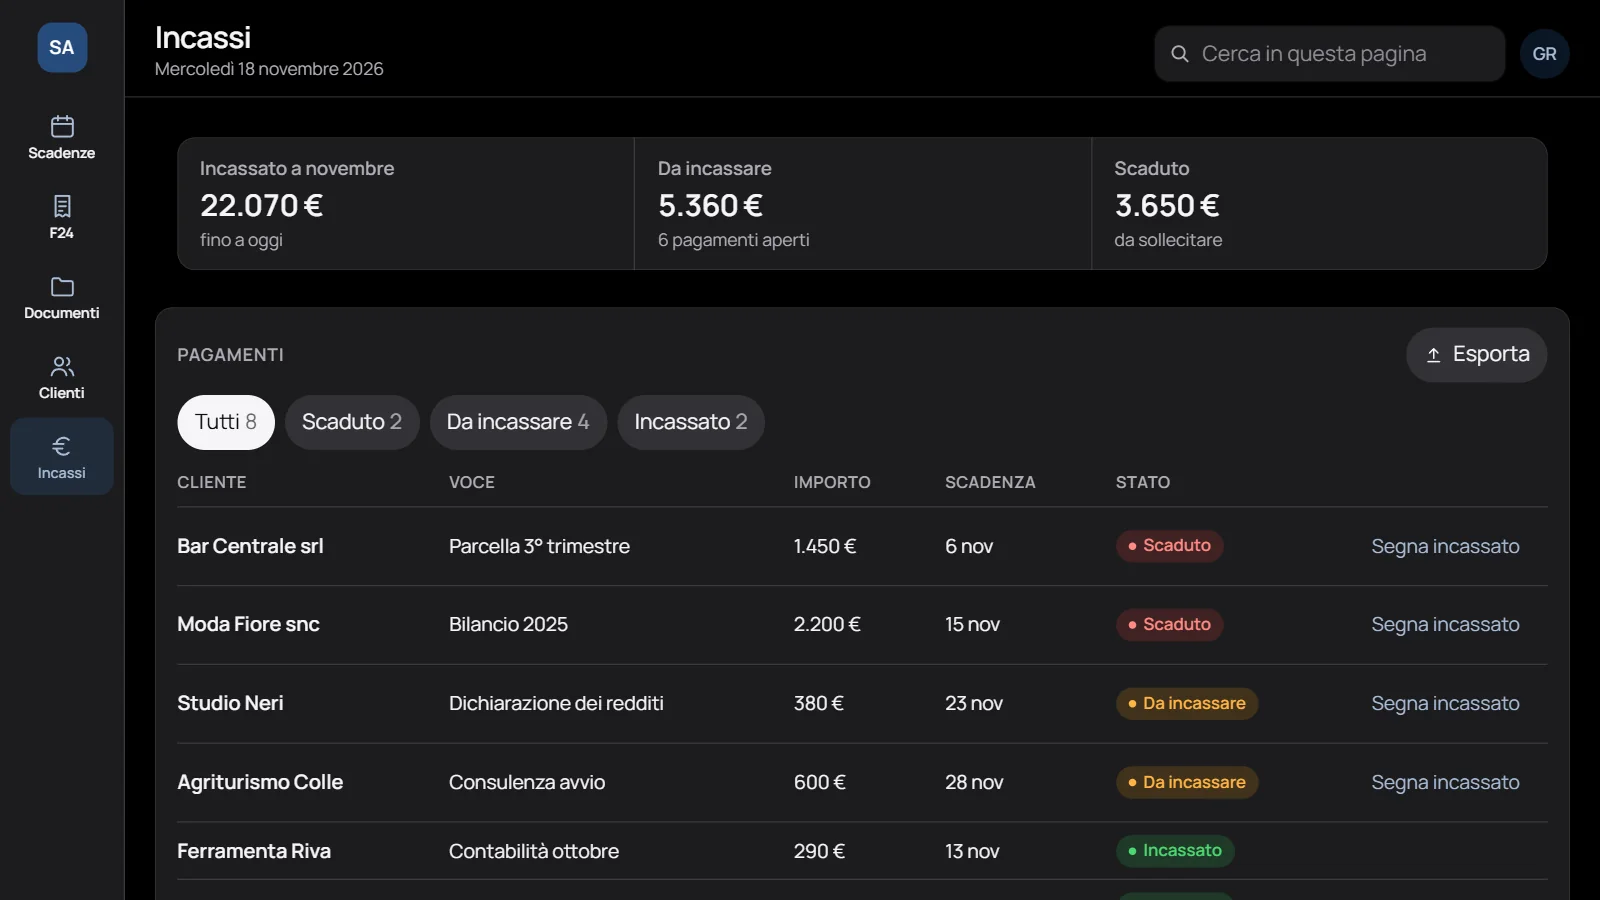 SA
Scadenze
F24
Documenti
Clienti
Incassi
Incassi
Mercoledì 18 novembre 2026
Cerca in questa pagina
GR
Incassato a novembre
22.070 €
fino a oggi
Da incassare
5.360 €
6 pagamenti aperti
Scaduto
3.650 €
da sollecitare
PAGAMENTI
Esporta
Tutti 8
Scaduto 2
Da incassare 4
Incassato 2
CLIENTE VOCE IMPORTO SCADENZA STATO
Bar Centrale srl Parcella 3° trimestre 1.450 € 6 nov Scaduto Segna incassato
Moda Fiore snc Bilancio 2025 2.200 € 15 nov Scaduto Segna incassato
Studio Neri Dichiarazione dei redditi 380 € 23 nov Da incassare Segna incassato
Agriturismo Colle Consulenza avvio 600 € 28 nov Da incassare Segna incassato
Ferramenta Riva Contabilità ottobre 290 € 13 nov Incassato